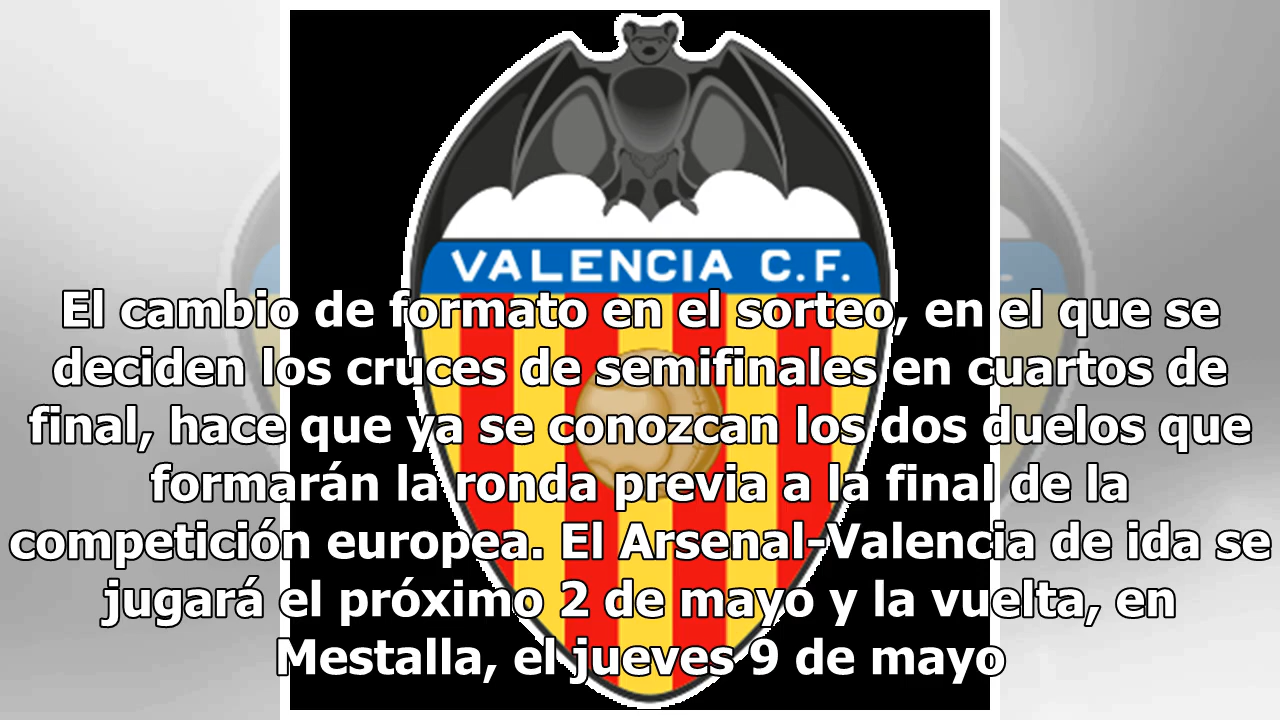 VALENCIA C.F.
El cambio de formato en el sorteo, en el que se
deciden los cruces de semifinales en cuartos de
final, hace que ya se conozcan los dos duelos que
formarán la ronda previa a la final de la
competición europea. El Arsenal-Valencia de ida se
jugará el próximo 2 de mayo y la vuelta, en
Mestalla, el jueves 9 de mayo